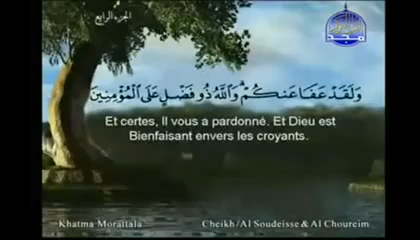 الجزء الرابع
المجد
وَلَقَدْ عَفَا عَنكُمْ ۗ وَاللَّهُ ذُو فَضْلٍ عَلَى الْمُؤْمِنِينَ
Et certes, Il vous a pardonné. Et Dieu est
Bienfaisant envers les croyants.
Khatma Morattala
Cheikh /Al Soudeisse & Al Choureim